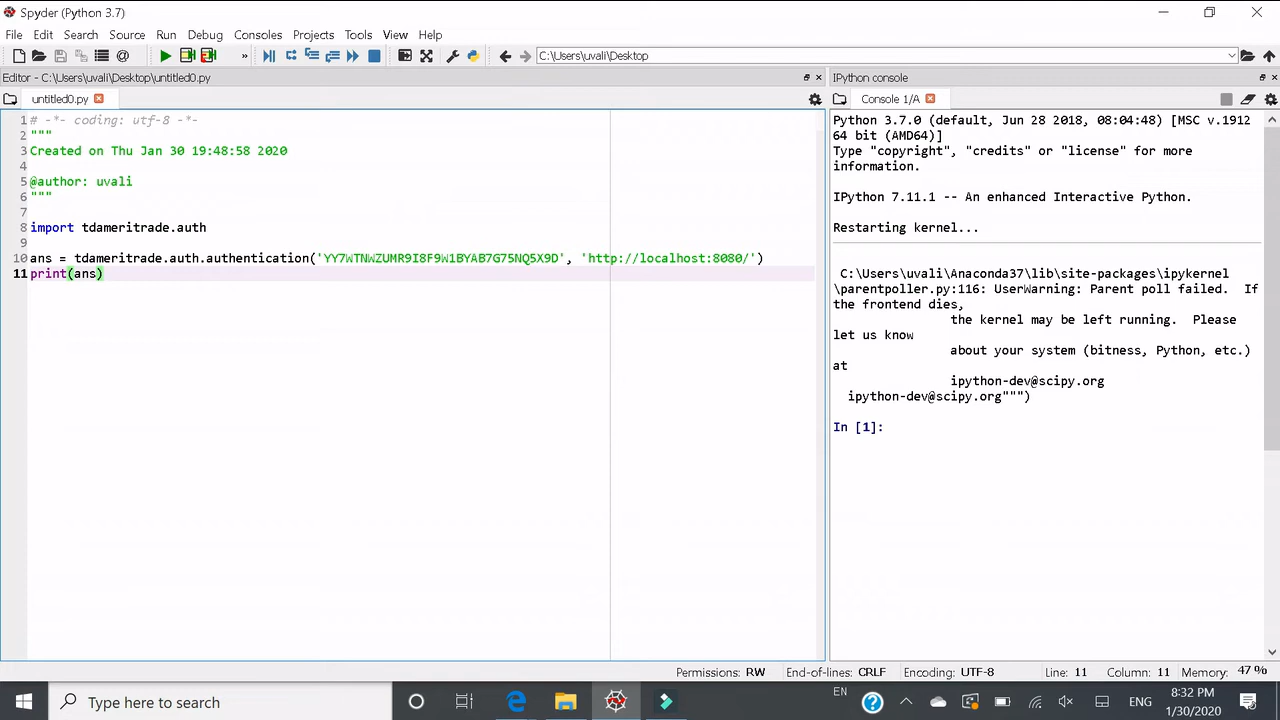 Spyder (Python 3.7)
File Edit Search Source Run Debug Consoles Projects Tools View Help
C:\Users\uvali\Desktop
Editor - C:\Users\uvali\Desktop\untitled0.py
IPython console
untitled0.py
Console 1/A
1 # -*- coding: utf-8 -*-
2 """
3 Created on Thu Jan 30 19:48:58 2020
4
5 @author: uvali
6 """
7
8 import tdameritrade.auth
9
10 ans = tdameritrade.auth.authentication('YY7WTNWZUMR9I8F9W1BYAB7G75NQ5X9D', 'http://localhost:8080/')
11 print(ans)
Python 3.7.0 (default, Jun 28 2018, 08:04:48) [MSC v.1912
64 bit (AMD64)]
Type "copyright", "credits" or "license" for more
information.
IPython 7.11.1 -- An enhanced Interactive Python.
Restarting kernel...
C:\Users\uvali\Anaconda37\lib\site-packages\ipykernel
\parentpoller.py:116: UserWarning: Parent poll failed.  If
the frontend dies,
the kernel may be left running.  Please
let us know
about your system (bitness, Python, etc.)
at
ipython-dev@scipy.org
ipython-dev@scipy.org""")
In [1]:
Permissions: RW End-of-lines: CRLF Encoding: UTF-8 Line: 11 Column: 11 Memory: 47 %
Type here to search
EN
ENG
8:32 PM
1/30/2020